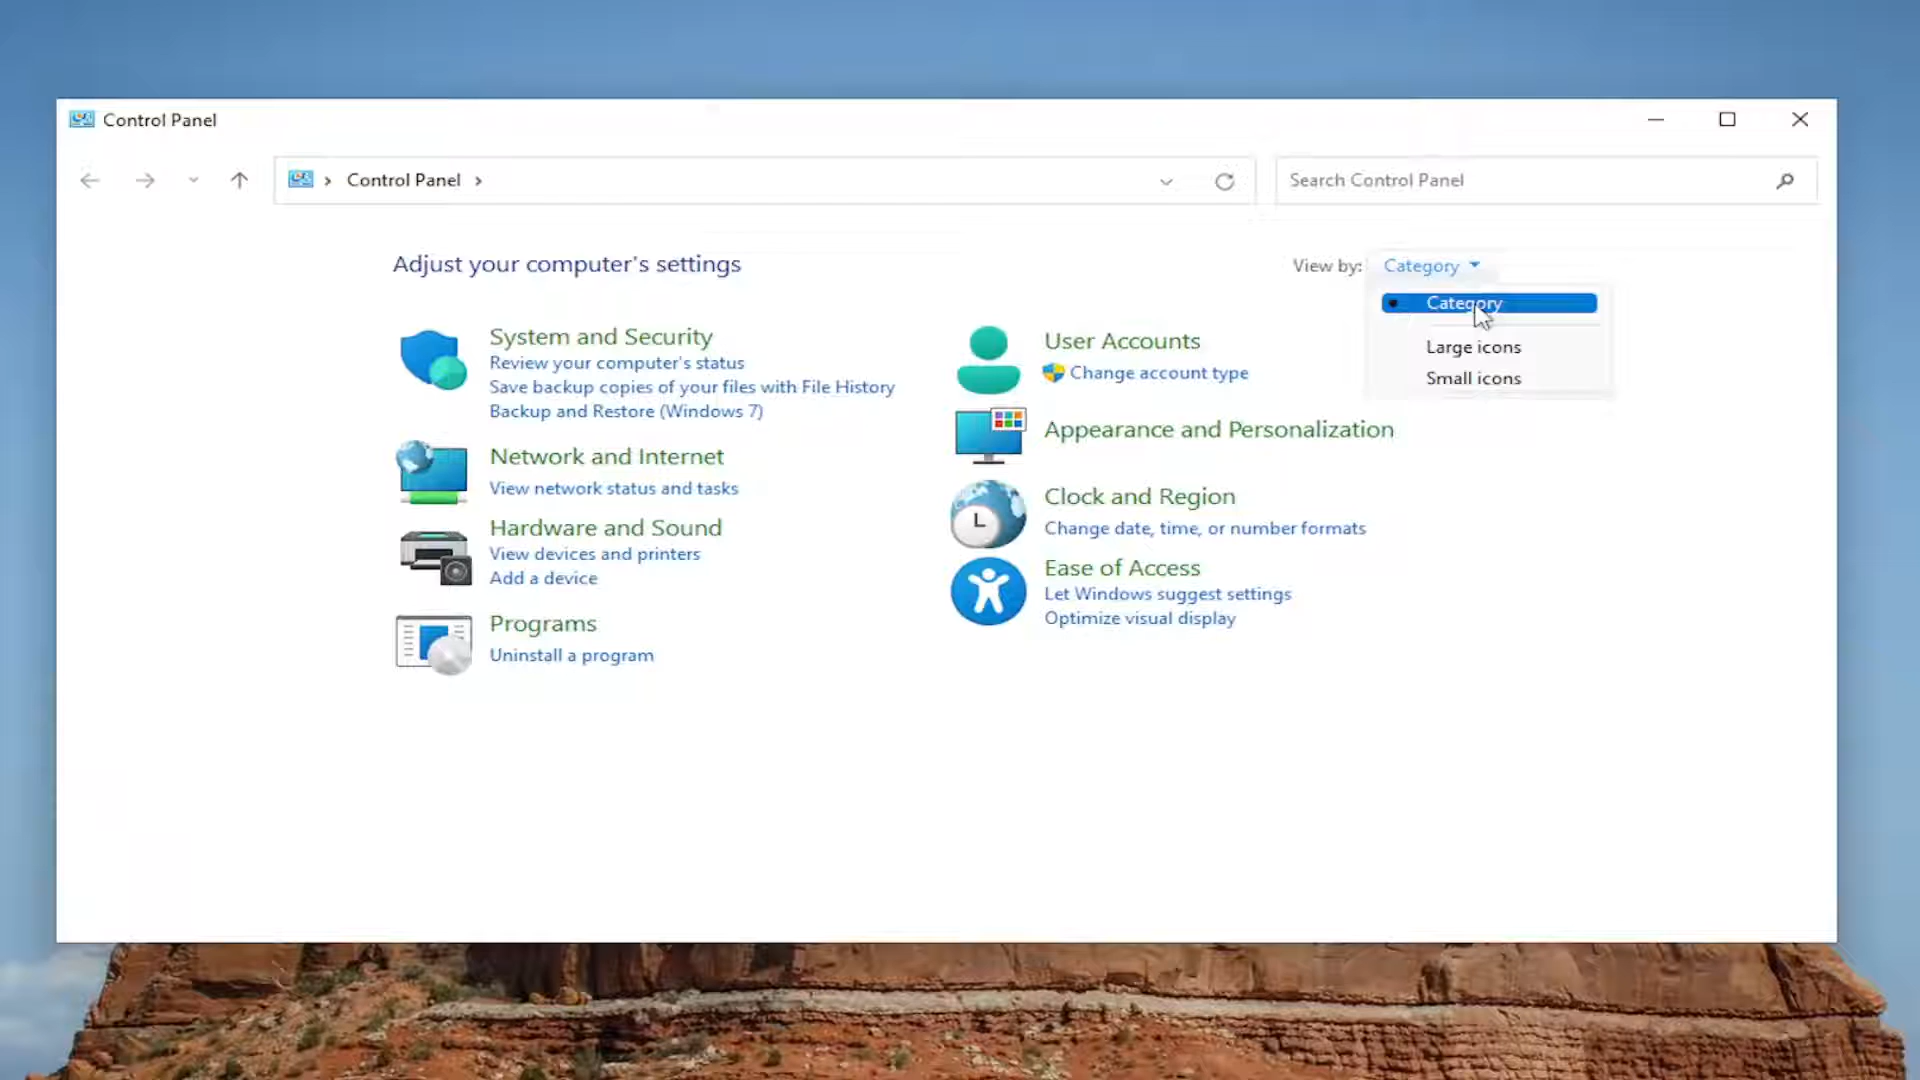 Control Panel
Control Panel
Search Control Panel
Adjust your computer's settings
View by: Category
Category
Large icons
Small icons
System and Security
Review your computer's status
Save backup copies of your files with File History
Backup and Restore (Windows 7)
Network and Internet
View network status and tasks
Hardware and Sound
View devices and printers
Add a device
Programs
Uninstall a program
User Accounts
Change account type
Appearance and Personalization
Clock and Region
Change date, time, or number formats
Ease of Access
Let Windows suggest settings
Optimize visual display